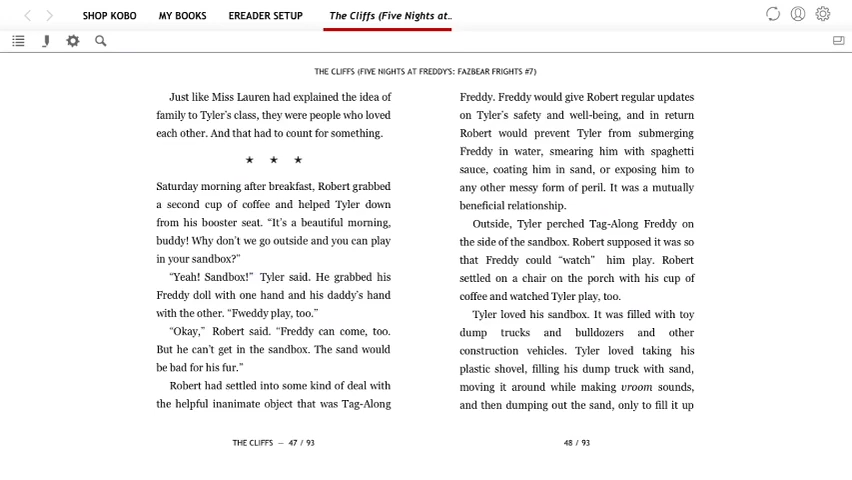 SHOP KOBO MY BOOKS EREADER SETUP The Cliffs (Five Nights at..
THE CLIFFS (FIVE NIGHTS AT FREDDY'S: FAZBEAR FRIGHTS #7)
Just like Miss Lauren had explained the idea of
family to Tyler's class, they were people who loved
each other. And that had to count for something.
★ ★ ★
Saturday morning after breakfast, Robert grabbed
a second cup of coffee and helped Tyler down
from his booster seat. “It's a beautiful morning,
buddy! Why don't we go outside and you can play
in your sandbox?”
“Yeah! Sandbox!” Tyler said. He grabbed his
Freddy doll with one hand and his daddy's hand
with the other. “Fweddy play, too.”
“Okay,” Robert said. “Freddy can come, too.
But he can't get in the sandbox. The sand would
be bad for his fur.”
Robert had settled into some kind of deal with
the helpful inanimate object that was Tag-Along
THE CLIFFS — 47 / 93
Freddy. Freddy would give Robert regular updates
on Tyler's safety and well-being, and in return
Robert would prevent Tyler from submerging
Freddy in water, smearing him with spaghetti
sauce, coating him in sand, or exposing him to
any other messy form of peril. It was a mutually
beneficial relationship.
Outside, Tyler perched Tag-Along Freddy on
the side of the sandbox. Robert supposed it was so
that Freddy could “watch” him play. Robert
settled on a chair on the porch with his cup of
coffee and watched Tyler play, too.
Tyler loved his sandbox. It was filled with toy
dump trucks and bulldozers and other
construction vehicles. Tyler loved taking his
plastic shovel, filling his dump truck with sand,
moving it around while making vroom sounds,
and then dumping out the sand, only to fill it up
48 / 93